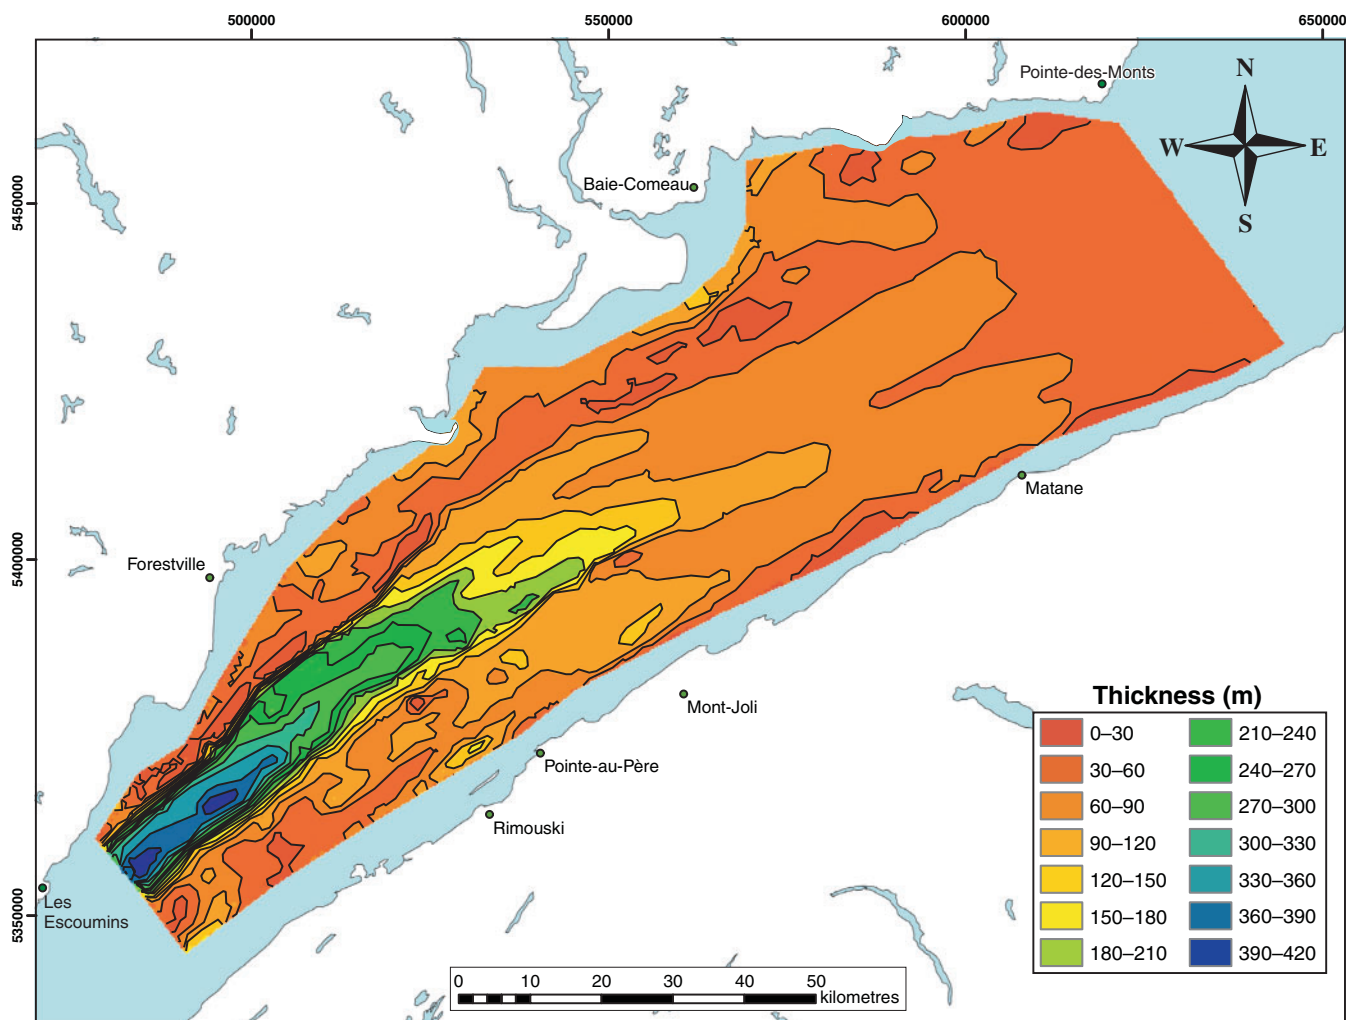 500000
550000
600000
650000
Pointe-des-Monts
N
W
E
S
Baie-Comeau
5450000
Matane
Forestville
5400000
Mont-Joli
Pointe-au-Père
Rimouski
Les
Escoumins
5350000
Thickness (m)
0–30
30–60
60–90
90–120
120–150
150–180
180–210
210–240
240–270
270–300
300–330
330–360
360–390
390–420
0 10 20 30 40 50
kilometres